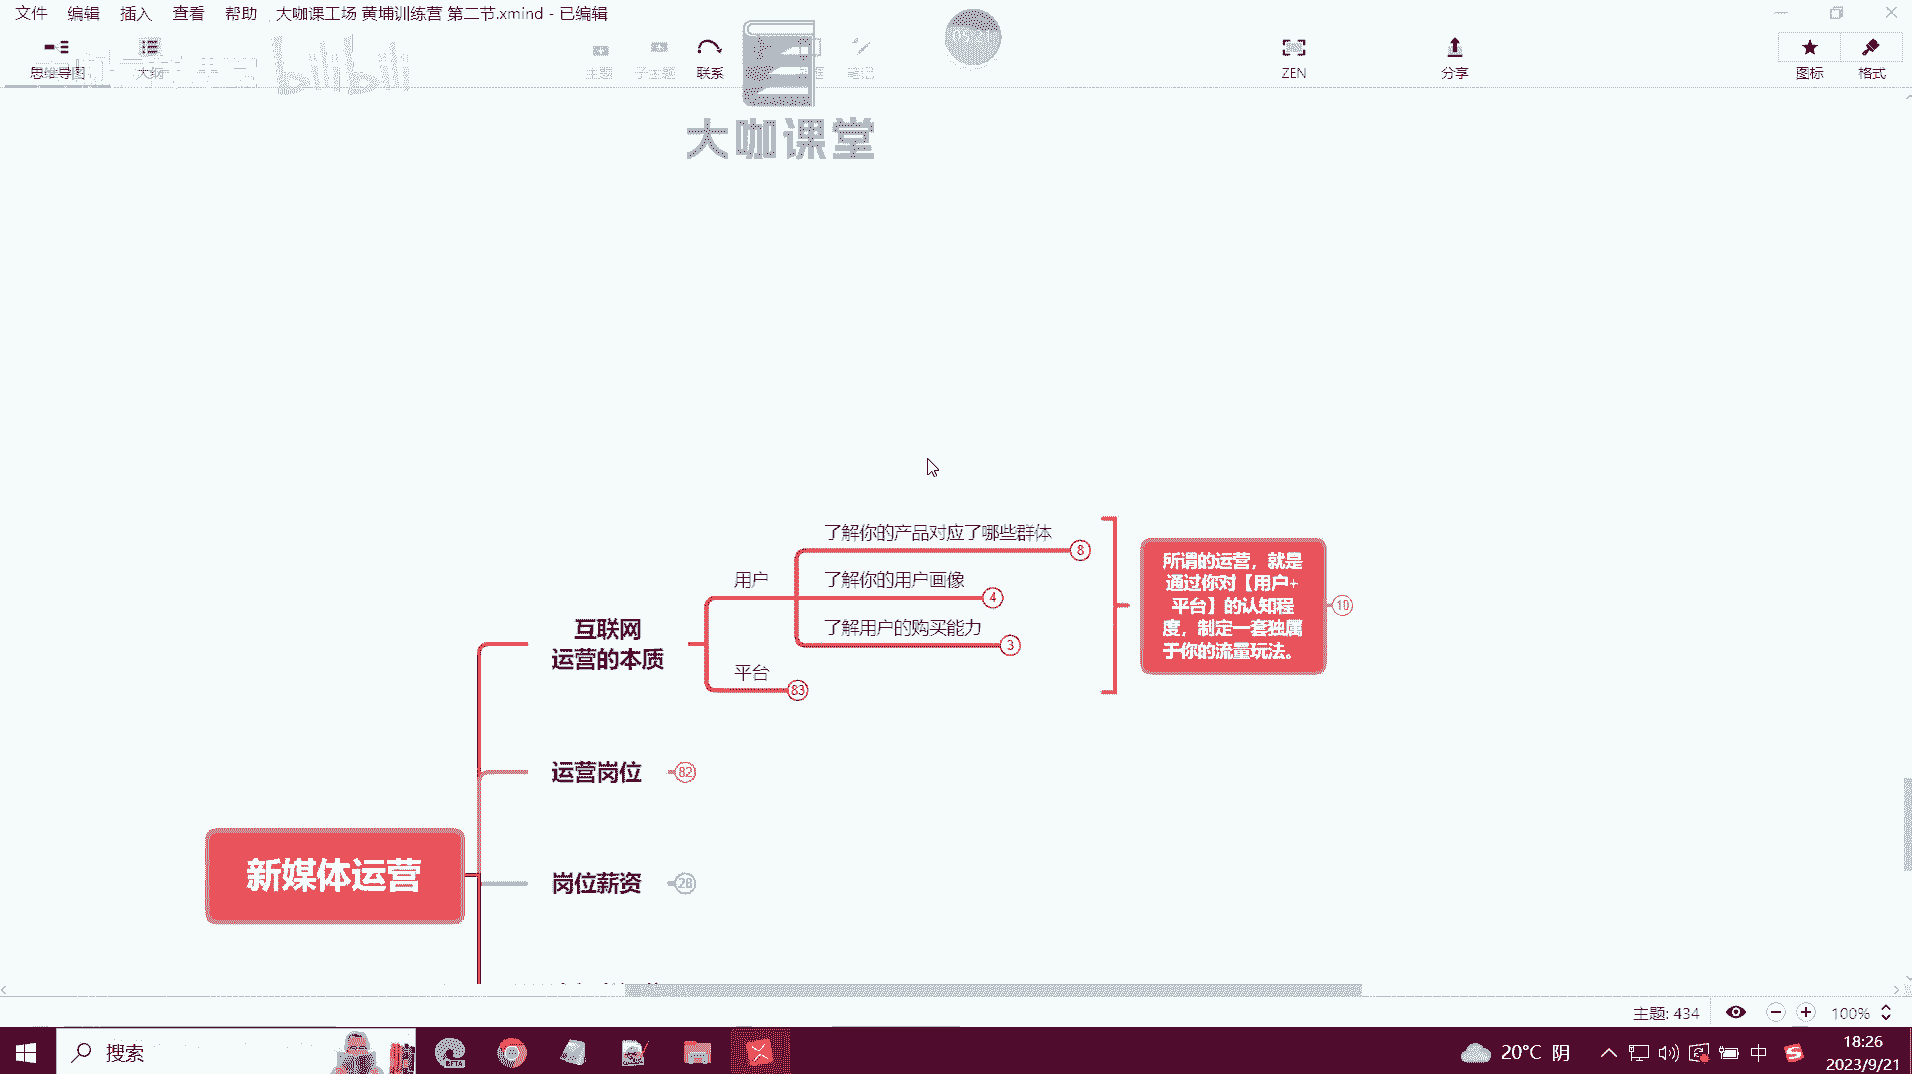 文件 编辑 插入 查看 帮助 大咖课工场 黄埔训练营 第二节.xmind - 已编辑
思维导图 大纲 主题 子主题 联系 笔记 ZEN 分享 图标 格式
bilibili
大咖课堂
了解你的产品对应了哪些群体 8
用户
了解你的用户画像 4
了解用户的购买能力 3
互联网
运营的本质
平台 83
所谓的运营，就是
通过你对【用户+
平台】的认知程
度，制定一套独属
于你的流量玩法。
10
运营岗位 82
新媒体运营
岗位薪资 28
主题: 434 100%
搜索
BETA
20°C 阴
中
18:26
2023/9/21